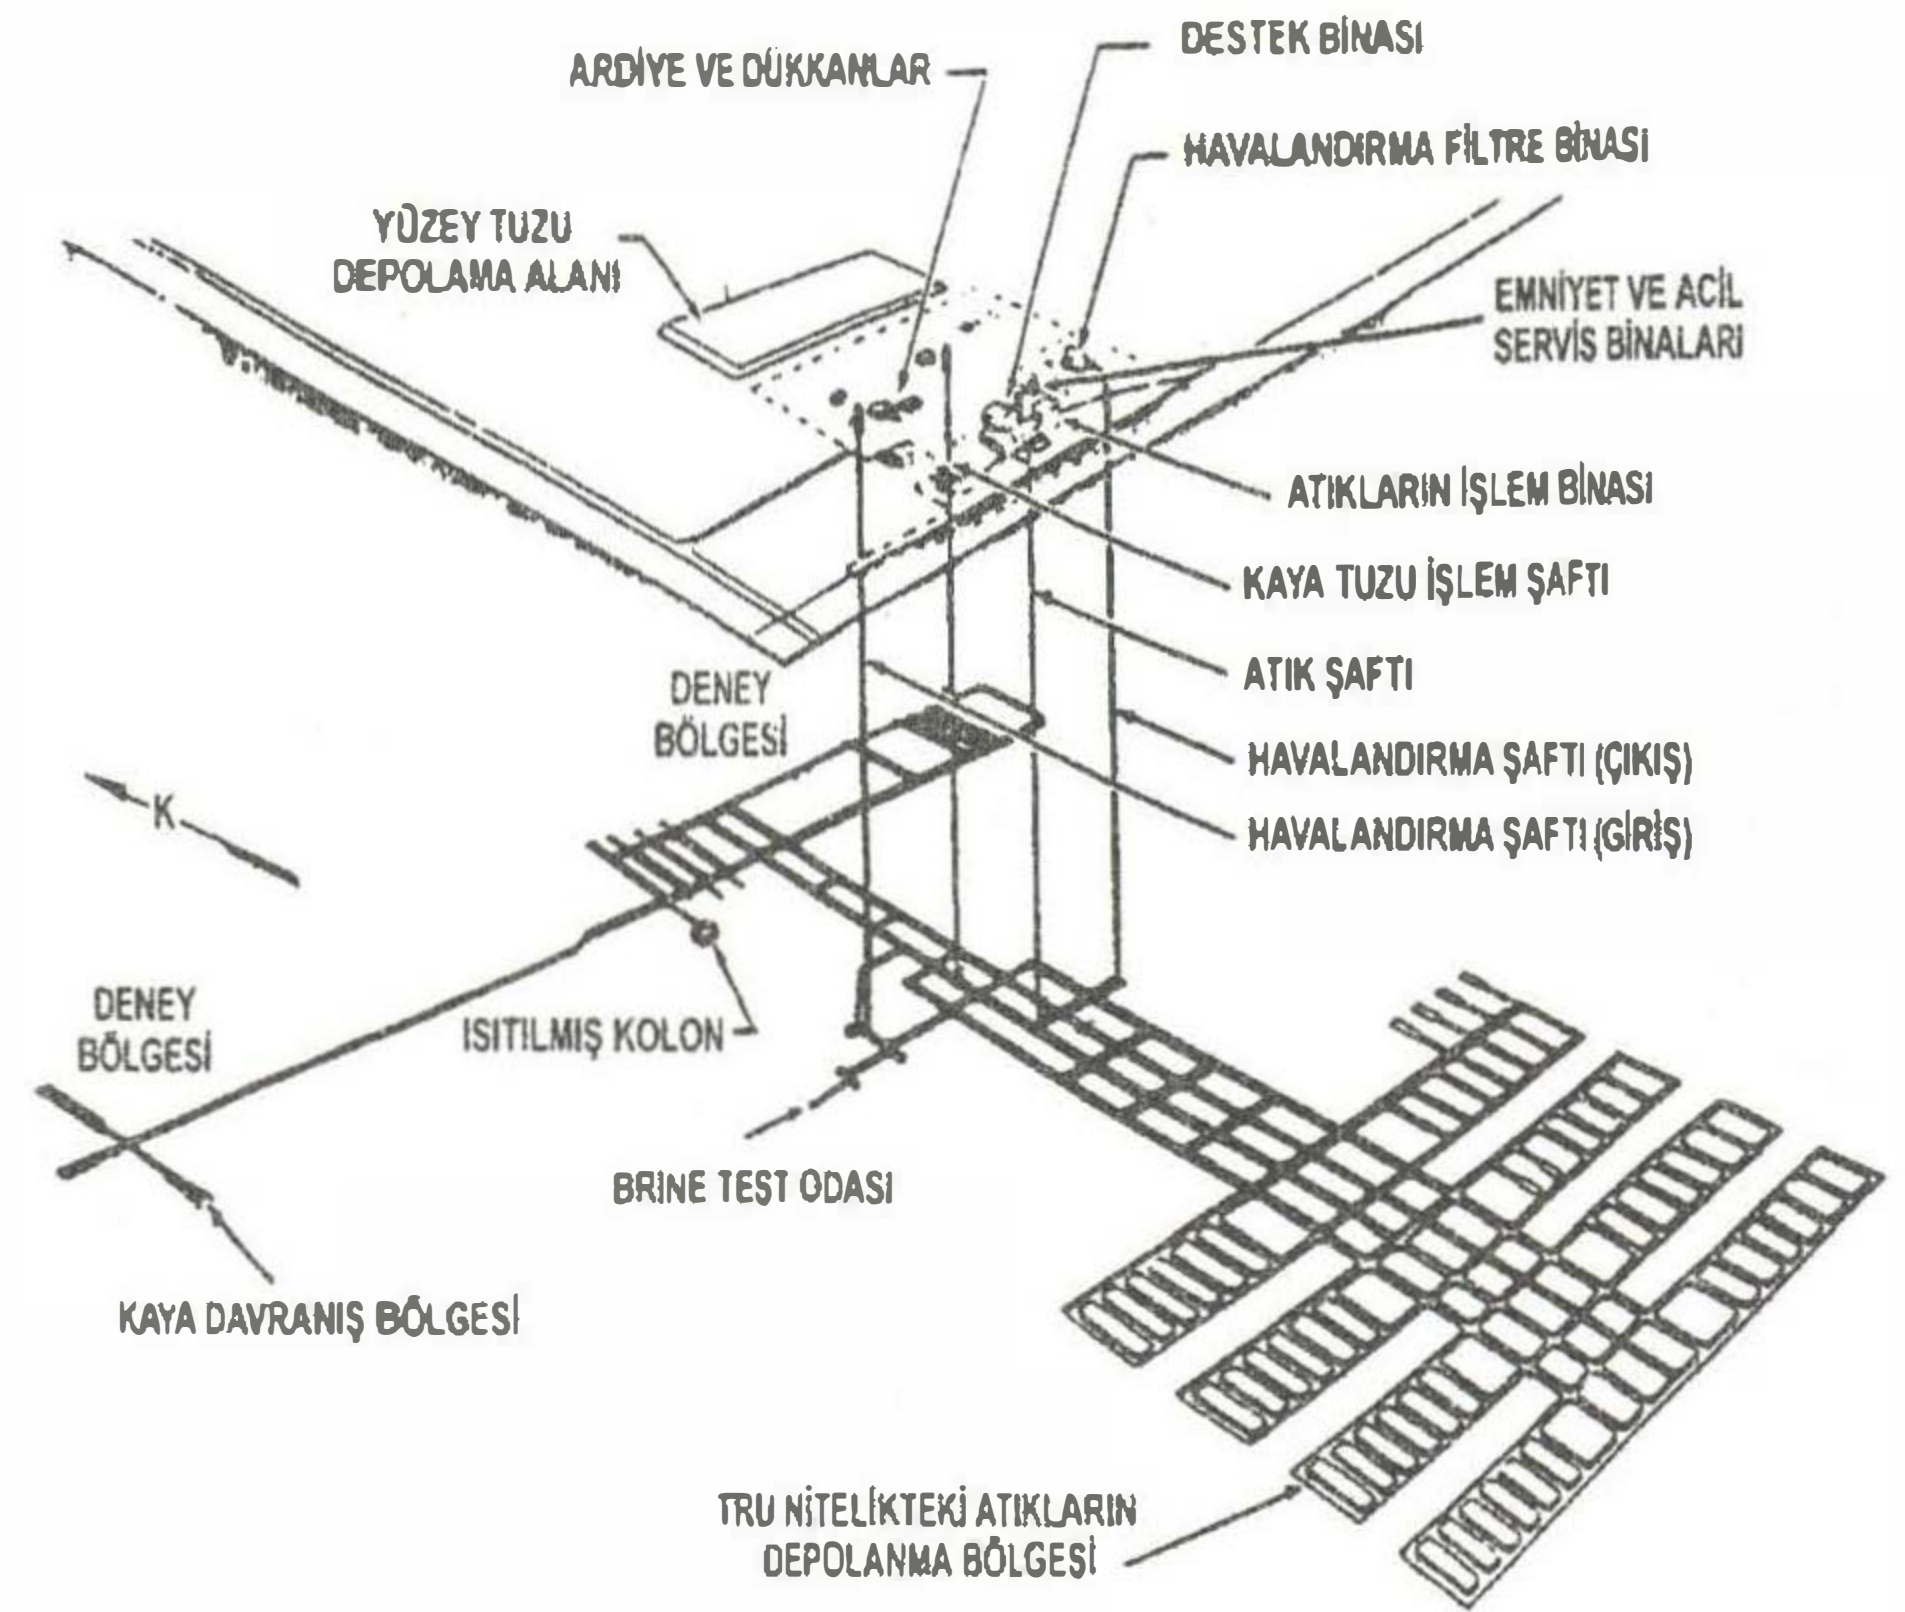 DESTEK BİNASI
ARDİYE VE DÜKKANLAR
HAVALANDIRMA FİLTRE BİNASI
YÜZEY TUZU
DEPOLAMA ALANI
EMNİYET VE ACİL
SERVİS BİNALARI
ATIKLARIN İŞLEM BİNASI
KAYA TUZU İŞLEM ŞAFTI
ATIK ŞAFTI
DENEY
BÖLGESİ
HAVALANDIRMA ŞAFTI (ÇIKIŞ)
K
HAVALANDIRMA ŞAFTI (GİRİŞ)
DENEY
BÖLGESİ
ISITILMIŞ KOLON
BRINE TEST ODASI
KAYA DAVRANIŞ BÖLGESİ
TRU NİTELİKTEKİ ATIKLARIN
DEPOLANMA BÖLGESİ